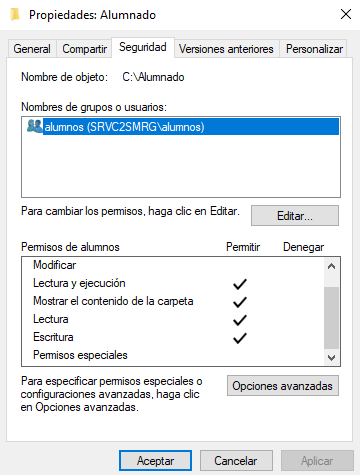 Propiedades: Alumnado
General Compartir Seguridad Versiones anteriores Personalizar
Nombre de objeto: C:\Alumnado
Nombres de grupos o usuarios:
alumnos (SRVC2SMRG\alumnos)
Para cambiar los permisos, haga clic en Editar.
Editar...
Permisos de alumnos Permitir Denegar
Modificar
Lectura y ejecución
Mostrar el contenido de la carpeta
Lectura
Escritura
Permisos especiales
Para especificar permisos especiales o
configuraciones avanzadas, haga clic
en Opciones avanzadas.
Opciones avanzadas
Aceptar Cancelar Aplicar